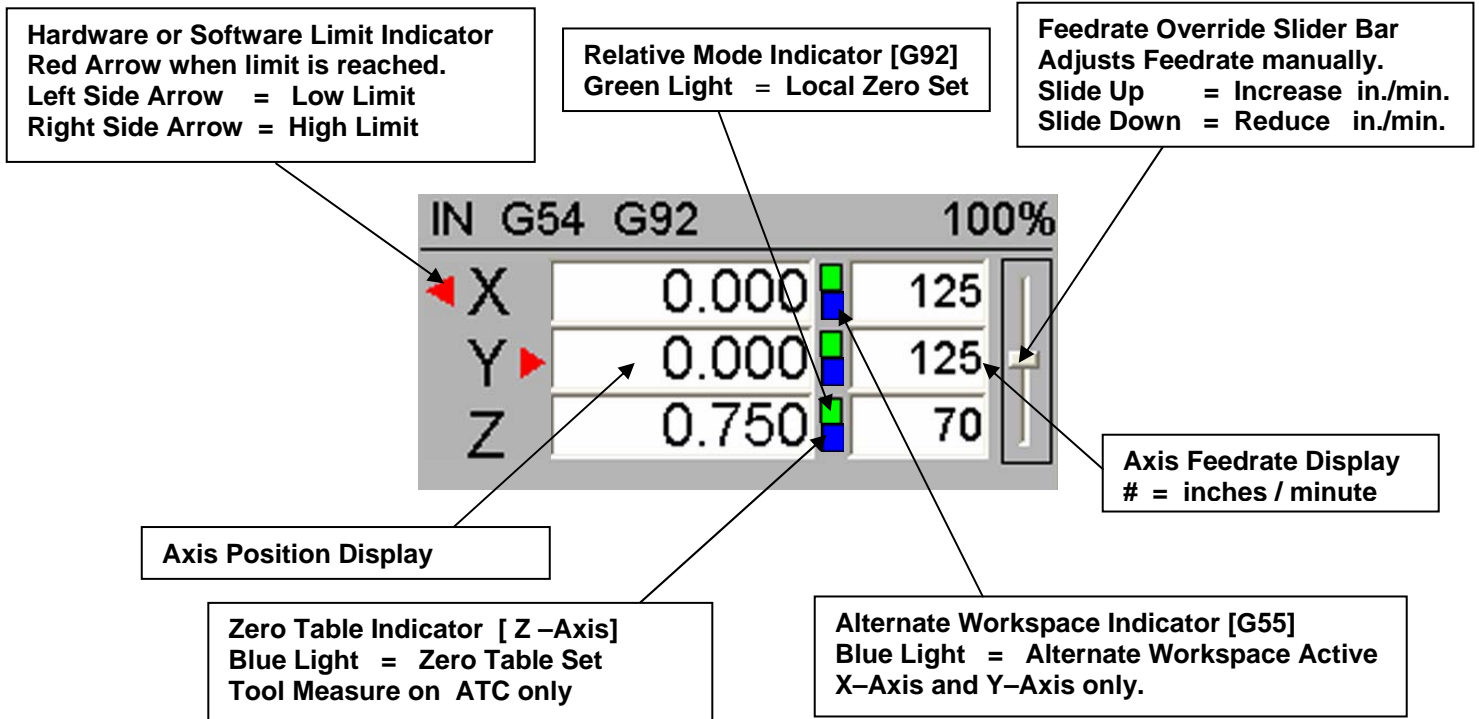 Hardware or Software Limit Indicator
Red Arrow when limit is reached.
Left Side Arrow = Low Limit
Right Side Arrow = High Limit
Relative Mode Indicator [G92]
Green Light = Local Zero Set
Feedrate Override Slider Bar
Adjusts Feedrate manually.
Slide Up = Increase in./min.
Slide Down = Reduce in./min.
IN G54 G92 100%
X 0.000 125
Y 0.000 125
Z 0.750 70
Axis Feedrate Display
# = inches / minute
Axis Position Display
Zero Table Indicator [ Z –Axis]
Blue Light = Zero Table Set
Tool Measure on ATC only
Alternate Workspace Indicator [G55]
Blue Light = Alternate Workspace Active
X–Axis and Y–Axis only.